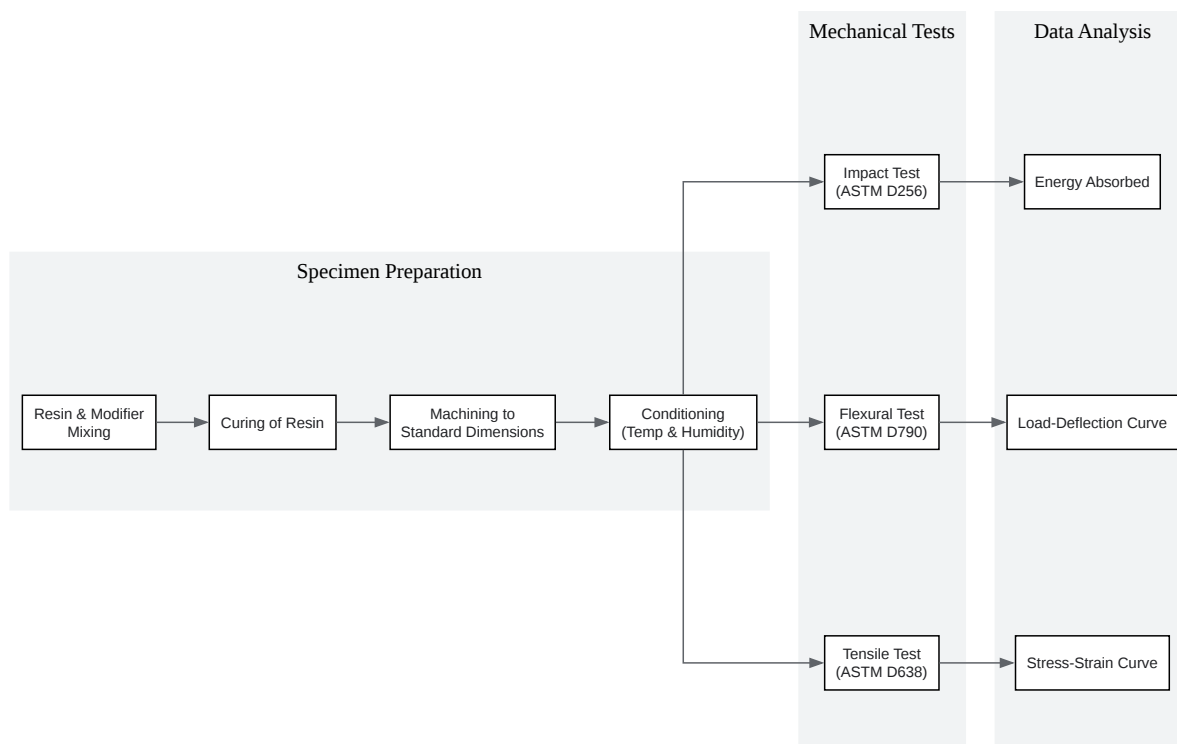 Mechanical Tests
Data Analysis
Impact Test
(ASTM D256)
Energy Absorbed
Specimen Preparation
Resin & Modifier
Mixing
Curing of Resin
Machining to
Standard Dimensions
Conditioning
(Temp & Humidity)
Flexural Test
(ASTM D790)
Load-Deflection Curve
Tensile Test
(ASTM D638)
Stress-Strain Curve